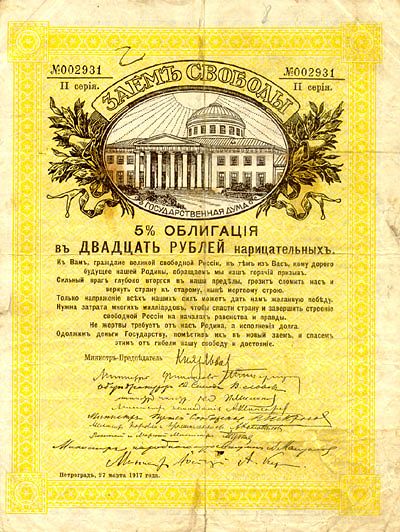 №002931 №002931
II серія. II серія.
ЗАЕМЪ СВОБОДЫ
ГОСУДАРСТВЕННАЯ ДУМА
5% ОБЛИГАЦІЯ
въ ДВАДЦАТЬ РУБЛЕЙ нарицательныхъ.
Къ Вамъ, граждане великой свободной Россіи, къ тѣмъ изъ Васъ, кому дорого
будущее нашей Родины, обращаемъ мы нашъ горячій призывъ.
Сильный врагъ глубоко вторгся въ наши предѣлы, грозитъ сломить насъ и
вернуть страну къ старому, нынѣ мертвому строю.
Только напряженіе всѣхъ нашихъ силъ можетъ дать намъ желанную побѣду.
Нужна затрата многихъ милліардовъ, чтобы спасти страну и завершить строеніе
свободной Россіи на началахъ равенства и правды.
Не жертвы требуетъ отъ насъ Родина, а исполненія долга.
Одолжимъ деньги Государству, помѣстивъ ихъ въ новый заемъ, и спасемъ
этимъ отъ гибели нашу свободу и достояніе.
Министръ-Предсѣдатель Князь Львовъ
Петроградъ, 27 марта 1917 года.